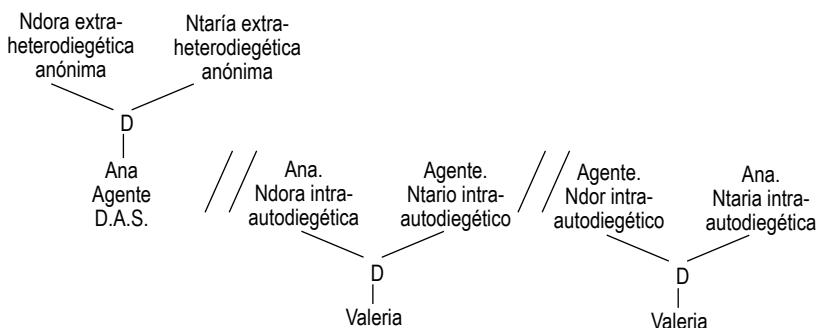 Ndora extra-
heterodiegética
anónima
Ntaría extra-
heterodiegética
anónima
D
Ana
Agente
D.A.S.
Ana.
Ndora intra-
autodiegética
Agente.
Ntario intra-
autodiegético
D
Valeria
Agente.
Ndor intra-
autodiegético
Ana.
Ntaria intra-
autodiegética
D
Valeria